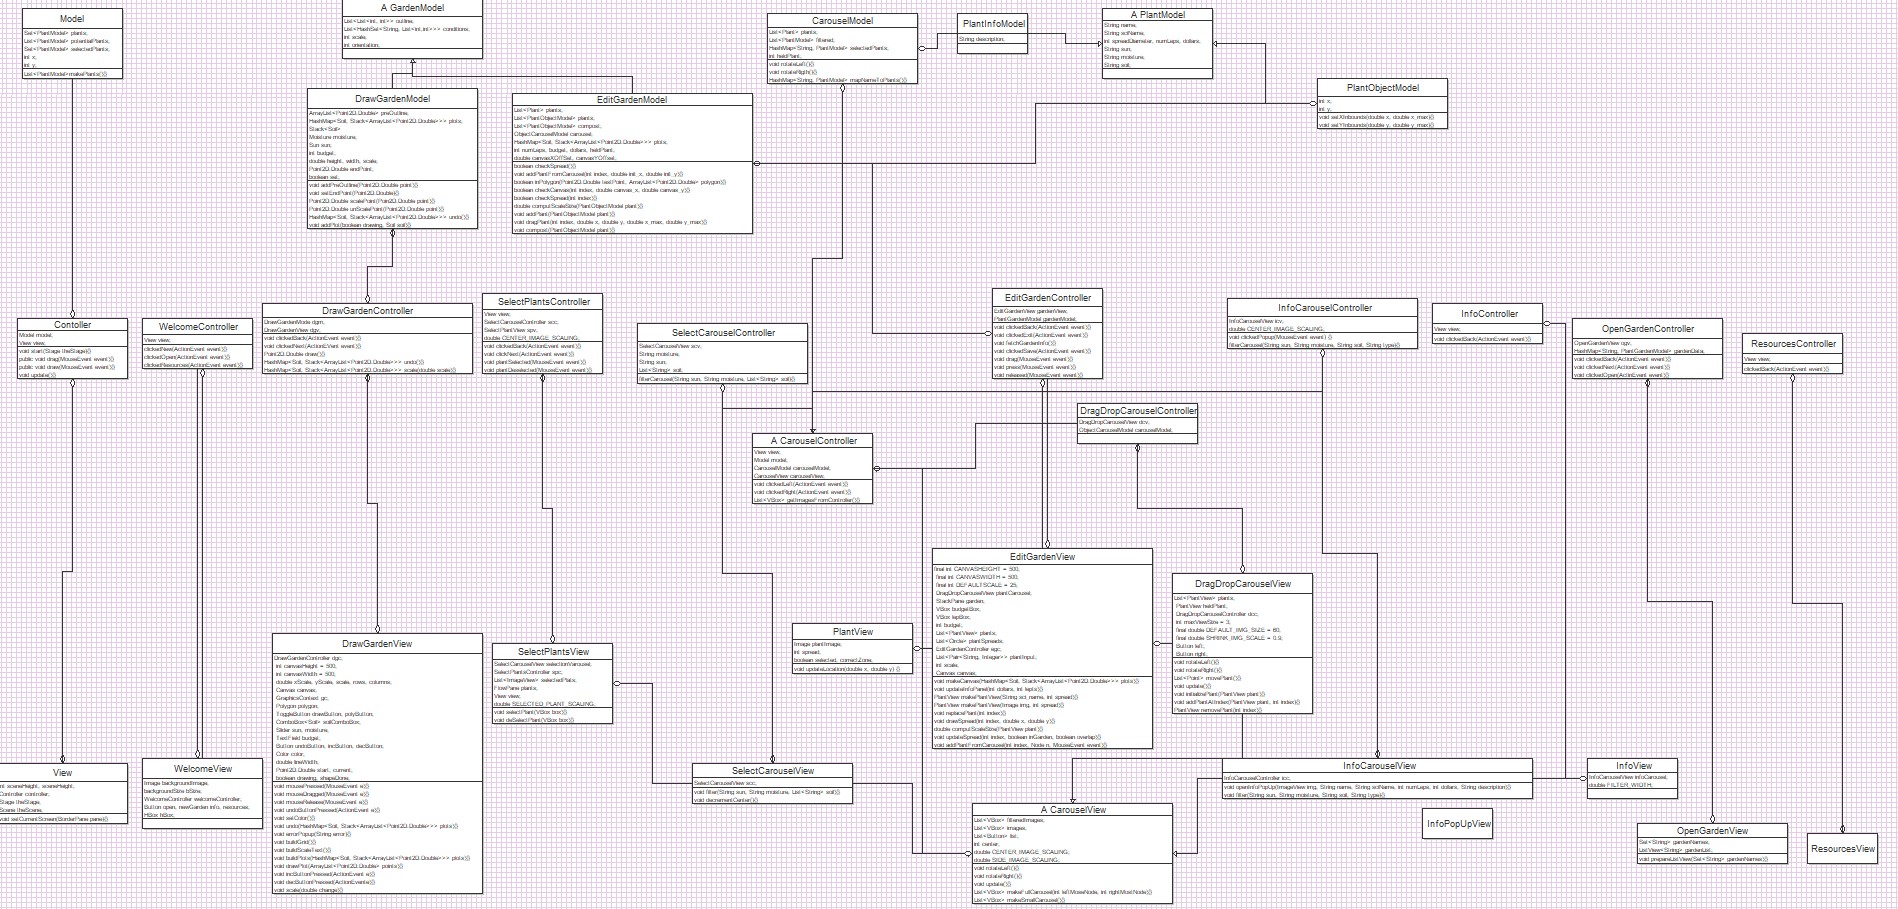 Model
Set<PlantModel> plants,
List<PlantModel> potentialPlants,
Set<PlantModel> selectedPlants,
int x,
int y,
List<PlantModel>makePlants(){}
A GardenModel
List<List<int, int>> outline,
List<HashSet<String, List<int,int>>> conditions,
int scale,
int orientation,
CarouselModel
List<Plant> plants,
List<PlantModel> filtered,
HashMap<String, PlantModel> selectedPlants,
int heldPlant,
void rotateLeft(){}
void rotateRigth(){}
HashMap<String, PlantModel> mapNameToPlants(){}
PlantInfoModel
String description,
A PlantModel
String name,
String sciName,
int spreadDiameter, numLeps, dollars,
String sun,
String moisture,
String soil,
PlantObjectModel
int x,
int y,
void setXInbounds(double x, double x_max){}
void setYInbounds(double y, double y_max){}
DrawGardenModel
ArrayList<Point2D.Double> preOutline,
HashMap<Soil, Stack<ArrayList<Point2D.Double>>> plots,
Stack<Soil>
Moisture moisture,
Sun sun,
int budget,
double height, width, scale,
Point2D.Double endPoint,
boolean set,
void addPreOutline(Point2D.Double point){}
void setEndPoint(Point2D.Double){}
Point2D.Double scalePoint(Point2D.Double point){}
Point2D.Double unScalePoint(Point2D.Double point){}
HashMap<Soil, Stack<ArrayList<Point2D.Double>>> undo(){}
void addPlot(boolean drawing, Soil soil){}
EditGardenModel
List<Plant> plants,
List<PlantObjectModel> plants,
List<PlantObjectModel> compost,
ObjectCarouselModel carousel,
HashMap<Soil, Stack<ArrayList<Point2D.Double>>> plots,
int numLeps, budget, dollars, heldPlant,
double canvasXOffSet, canvasYOffSet,
boolean checkSpread(){}
void addPlantFromCarousel(int index, double init_x, double init_y){}
boolean inPolygon(Point2D.Double testPoint, ArrayList<Point2D.Double> polygon){}
boolean checkCanvas(int index, double canvas_x, double canvas_y){}
boolean checkSpread(int index){}
double computScaleSize(PlantObjectModel plant){}
void addPlant(PlantObjectModel plant){}
void dragPlant(int index, double x, double y, double x_max, double y_max){}
void compost(PlantObjectModel plant){}
Contoller
Model model,
View view,
void start(Stage theStage){}
public void drag(MouseEvent event){}
public void draw(MouseEvent event){}
void update(){}
WelcomeController
View view,
clickedNew(ActionEvent event){}
clickedOpen(ActionEvent event){}
clickedResources(ActionEvent event){}
DrawGardenController
DrawGardenMode dgm,
DrawGardenView dgv,
void clickedBack(ActionEvent event){}
void clickedNext(ActionEvent event){}
Point2D.Double draw(){}
HashMap<Soil, Stack<ArrayList<Point2D.Double>>> undo(){}
HashMap<Soil, Stack<ArrayList<Point2D.Double>>> scale(double scale){}
SelectPlantsController
View view,
SelectCarouselController scc,
SelectPlantView spv,
double CENTER_IMAGE_SCALING,
void clickedBack(ActionEvent event){}
void clickNext(ActionEvent event){}
void plantSelected(MouseEvent event){}
void plantDeselected(MouseEvent event){}
SelectCarouselController
SelectCarouselView scv,
String moisture,
String sun,
List<String> soil,
filterCarousel(String sun, String moisture, List<String> soil){}
EditGardenController
EditGardenView gardenView,
PlantGardenModel gardenModel,
void clickedBack(ActionEvent event){}
void clickedExit(ActionEvent event){}
void fetchGardenInfo(){}
void clickedSave(ActionEvent event){}
void drag(MouseEvent event){}
void press(MouseEvent event){}
void released(MouseEvent event){}
InfoCarouselController
InfoCarouselView icv,
double CENTER_IMAGE_SCALING,
void clickedPopup(MouseEvent event) {}
filterCarousel(String sun, String moisture, String soil, String type){}
InfoController
View view,
void clickedBack(ActionEvent event){}
OpenGardenController
OpenGardenView ogv,
HashMap<String, PlantGardenModel> gardenData,
void clickedBack(ActionEvent event){}
void clickedNext(ActionEvent event){}
void clickedOpen(ActinEvent event){}
ResourcesController
View view,
clickedBack(ActionEvent event){}
DragDropCarouselController
DragDropCarouselView dcv,
ObjectCarouselModel carouselModel,
A CarouselController
View view,
Model model,
CarouselModel carouselModel,
CarouselView carouselView,
void clickedLeft(ActionEvent event){}
void clickedRight(ActionEvent event){}
List<VBox> getImagesFromController(){}
EditGardenView
final int CANVASHEIGHT = 500,
final int CANVASWIDTH = 500,
final int DEFAULTSCALE = 25,
DragDropCarouselView plantCarousel,
StackPane garden,
VBox budgetBox,
VBox lepBox,
int budget,
List<PlantView> plants,
List<Circle> plantSpreads,
EditGardenController egc,
List<Pair<String, Integer>> plantInput,
int scale,
Canvas canvas,
void makeCanvas(HashMap<Soil, Stack<ArrayList<Point2D.Double>>> plots){}
void updateInfoPanel(int dollars, int leps){}
PlantView makePlantView(String sci_name, int spread){}
PlantView makePlantView(Image img, int spread){}
void replacePlant(int index){}
void drawSpread(int index, double x, double y){}
double computScaleSize(PlantView plant){}
void updateSpread(int index, boolean inGarden, boolean overlap){}
void addPlantFromCarousel(int index, Node n, MouseEvent event){}
DragDropCarouselView
List<PlantView> plants,
PlantView heldPlant,
DragDropCarouselController dcc,
int maxViewSize = 3,
final double DEFAULT_IMG_SIZE = 60,
final double SHRINK_IMG_SCALE = 0.9,
Button left,
Button right,
void rotateLeft(){}
void rotateRight(){}
List<Point> movePlant(){}
void update(){}
void initializePlant(PlantView plant){}
void addPlantAtIndex(PlantView plant, int index){}
PlantView removePlant(int index){}
PlantView
Image plantImage,
int spread,
boolean selected, correctZone,
void updateLocation(double x, double y) {}
DrawGardenView
DrawGardenController dgc,
int canvasHeight = 500,
int canvasWidth = 500,
double xScale, yScale, scale, rows, columns,
Canvas canvas,
GraphicsContext gc,
Polygon polygon,
ToggleButton drawButton, polyButton,
ComboBox<Soil> soilComboBox,
Slider sun, moisture,
TextField budget,
Button undoButton, incButton, decButton,
Color color,
double lineWidth,
Point2D.Double start, current,
boolean drawing, shapeDone,
void mousePressed(MouseEvent e){}
void mouseDragged(MouseEvent e){}
void mouseRelease(MouseEvent e){}
void undoButtonPressed(ActionEvent e){}
void setColor(){}
void undo(HashMap<Soil, Stack<ArrayList<Point2D.Double>>> plots){}
void errorPopup(String error){}
void buildGrid(){}
void buildScaleText(){}
void buildPlots(HashMap<Soil, Stack<ArrayList<Point2D.Double>>> plots){}
void drawPlot(ArrayList<Point2D.Double> points){}
void incButtonPressed(ActionEvent e){}
void decButtonPressed(ActionEvente e){}
void scale(double change){}
SelectPlantsView
SelectCarouselView selectionVarousel,
SelectPlantsController spc,
List<ImageView> selectedPlats,
FlowPane plants,
View view,
double SELECTED_PLANT_SCALING,
void selectPlant(VBox box){}
void deSelectPlant(VBox box){}
View
int sceneHeight, sceneHeight,
Controller controller,
Stage theStage,
Scene theScene,
void setCurrentScreen(BorderPane pane){}
WelcomeView
Image backgroundImage,
backgroundSize bSize,
WelcomeController welcomeController,
Button open, newGarden info, resources,
HBox hBox,
SelectCarouselView
SelectCarouselView scc,
void filter(String sun, String moisture, List<String> soil){}
void decrementCenter(){}
A CarouselView
List<VBox> filteredImages,
List<VBox> images,
List<Button> list,
int center,
double CENTER_IMAGE_SCALING,
double SIDE_IMAGE_SCALING,
void rotateLeft(){}
void rotateRight(){}
void update(){}
List<VBox> makeFullCarousel(int leftMoseNode, int rightMostNode){}
List<VBox> makeSmallCarousel(){}
InfoCarouselView
InfoCarouselController icc,
void openInfoPopUp(ImageView img, String name, String sciName, int numLeps, int dollars, String description){}
void filter(String sun, String moisture, String soil, String type){}
InfoView
InfoCarouselView infoCarousel,
double FILTER_WIDTH,
InfoPopUpView
OpenGardenView
Set<String> gardenNames,
ListView<String> gardenList,
void prepareListView(Set<String> gardenNames){}
ResourcesView